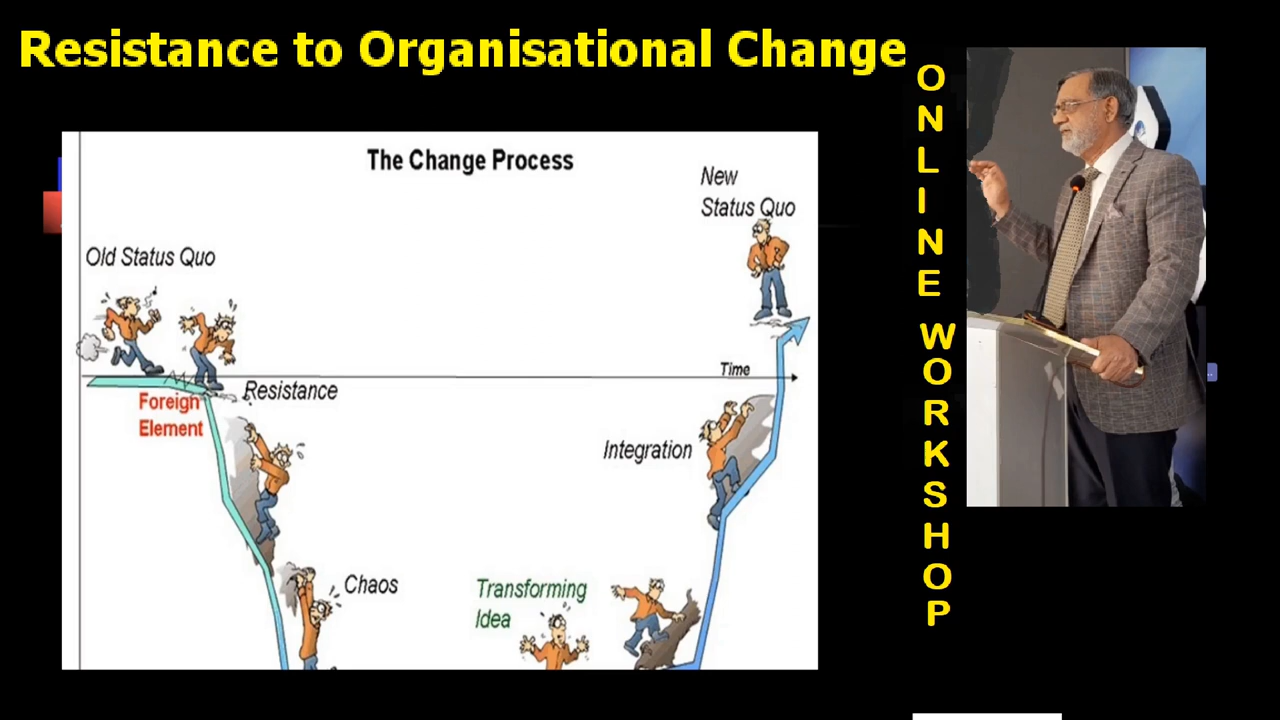 Resistance to Organisational Change
The Change Process
New
Status Quo
Old Status Quo
Time
Resistance
Foreign
Element
Integration
Chaos
Transforming
Idea
ONLINE WORKSHOP